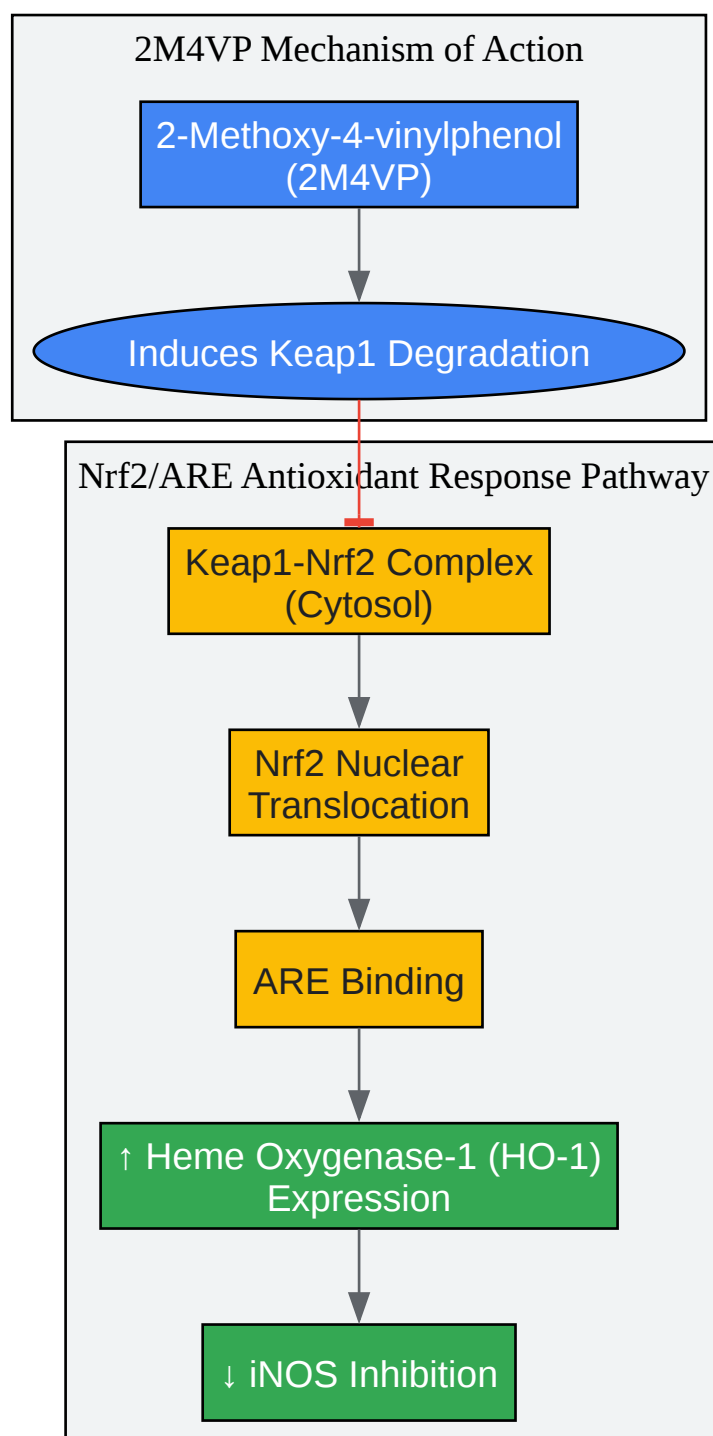 2M4VP Mechanism of Action
2-Methoxy-4-vinylphenol
(2M4VP)
Induces Keap1 Degradation
Nrf2/ARE Antioxidant Response Pathway
Keap1-Nrf2 Complex
(Cytosol)
Nrf2 Nuclear
Translocation
ARE Binding
↑ Heme Oxygenase-1 (HO-1)
Expression
↓ iNOS Inhibition